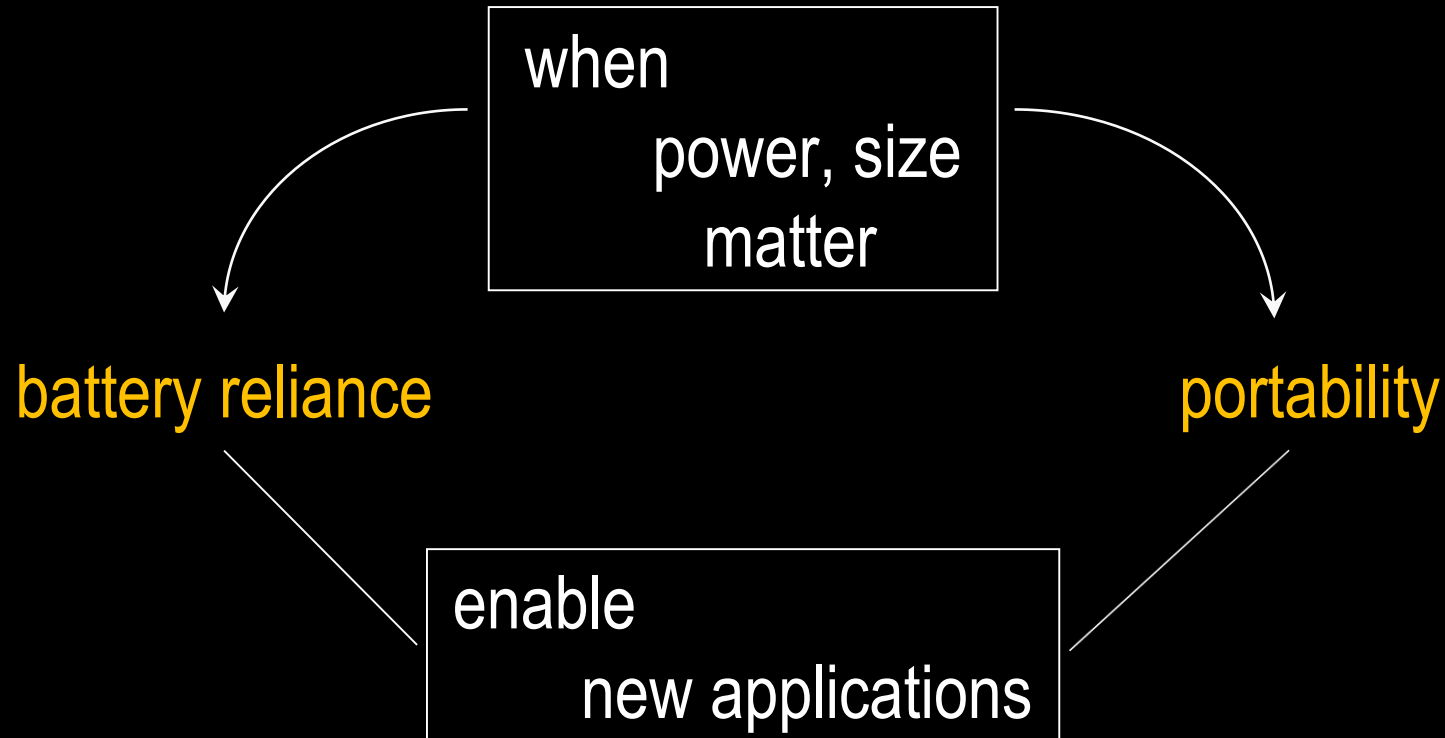 when
power, size
matter
battery reliance
portability
enable
new applications